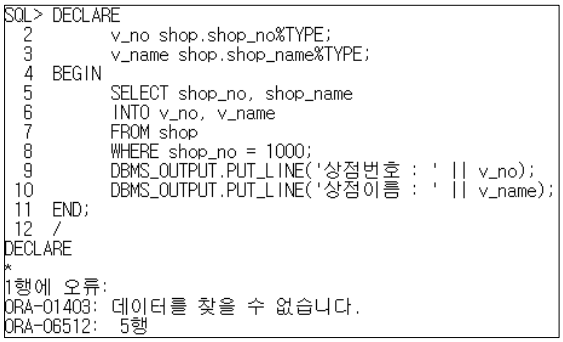 SQL> DECLARE
2 v_no shop.shop_no%TYPE;
3 v_name shop.shop_name%TYPE;
4 BEGIN
5 SELECT shop_no, shop_name
6 INTO v_no, v_name
7 FROM shop
8 WHERE shop_no = 1000;
9 DBMS_OUTPUT.PUT_LINE('상점번호 : ' || v_no);
10 DBMS_OUTPUT.PUT_LINE('상점이름 : ' || v_name);
11 END;
12 /
DECLARE
*
1행에 오류:
ORA-01403: 데이터를 찾을 수 없습니다.
ORA-06512: 5행